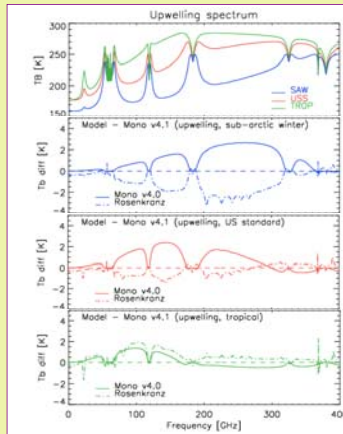 Upwelling spectrum
300
250
200
150
TB [K]
SAW
USS
TROP
Model - Mono v4.1 (upwelling, sub-arctic winter)
2
0
-2
-4
Tb diff [K]
Mono v4.0
Rosenkranz
Model - Mono v4.1 (upwelling, US standard)
2
0
-2
-4
Tb diff [K]
Mono v4.0
Rosenkranz
Model - Mono v4.1 (upwelling, tropical)
4
2
0
-2
-4
Tb diff [K]
Mono v4.0
Rosenkranz
0 100 200 300 400
Frequency [GHz]